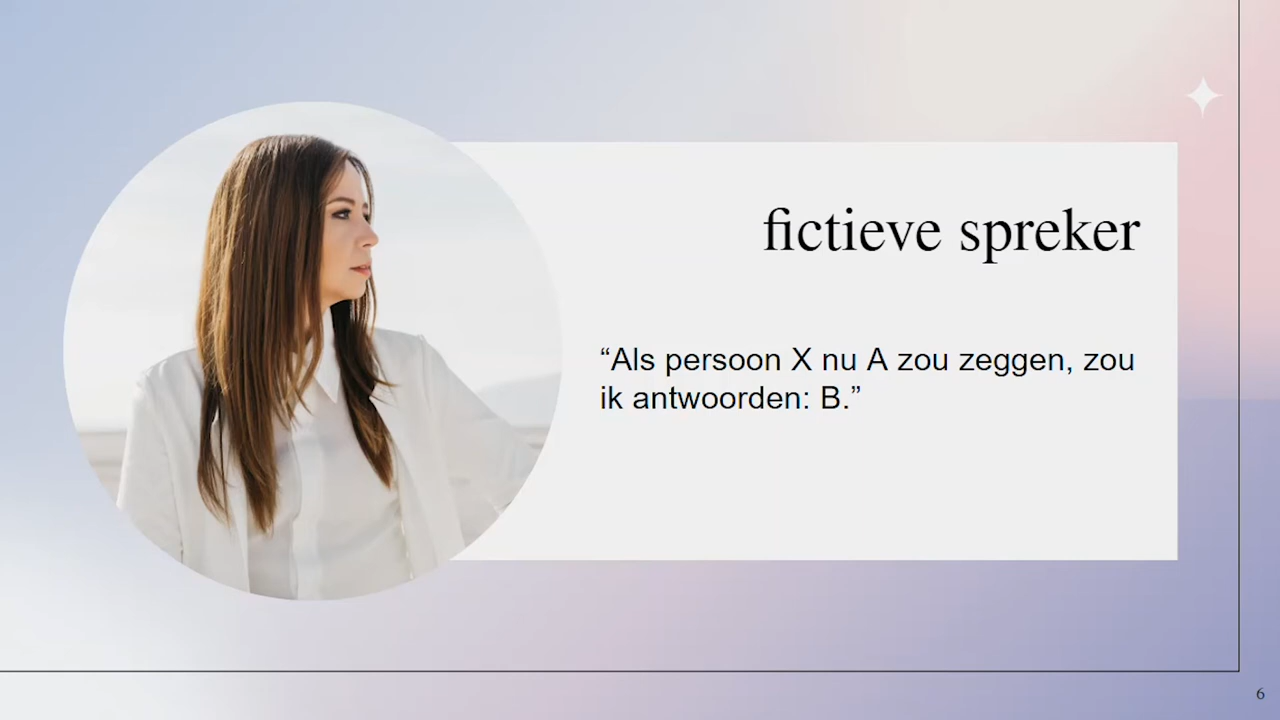 fictieve spreker
“Als persoon X nu A zou zeggen, zou
ik antwoorden: B.”
6